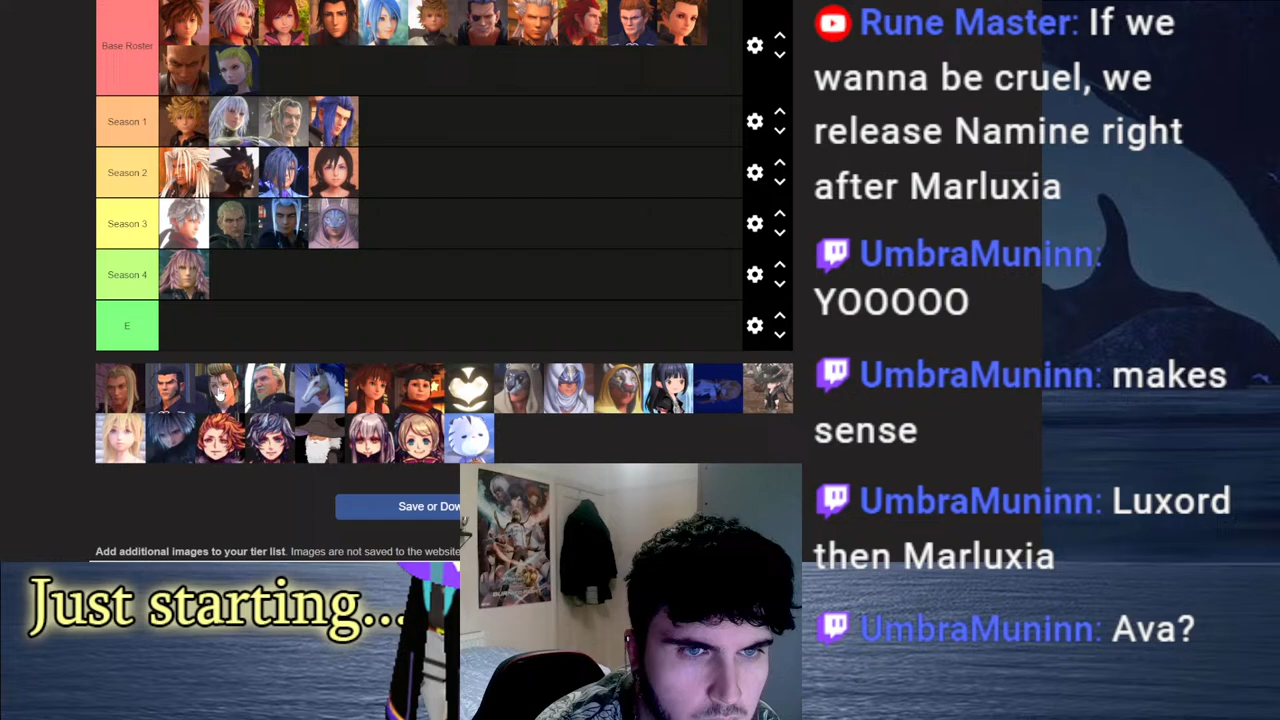 Base Roster
Season 1
Season 2
Season 3
Season 4
E
Save or Dow
Add additional images to your tier list. Images are not saved to the website
Just starting...
Rune Master: If we
wanna be cruel, we
release Namine right
after Marluxia
UmbraMuninn:
YOOOOO
UmbraMuninn: makes
sense
UmbraMuninn: Luxord
then Marluxia
UmbraMuninn: Ava?